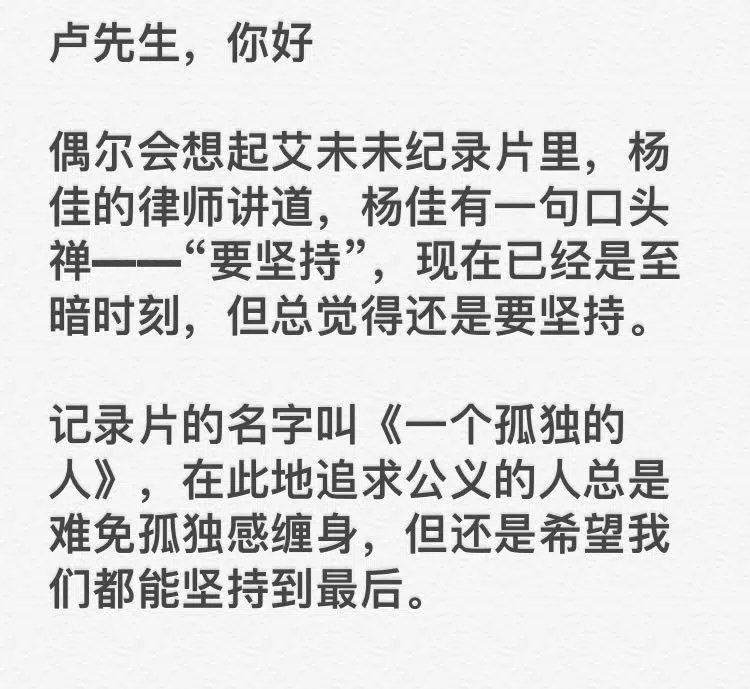 卢先生，你好
偶尔会想起艾未未纪录片里，杨
佳的律师讲道，杨佳有一句口头
禅——“要坚持”，现在已经是至
暗时刻，但总觉得还是要坚持。
记录片的名字叫《一个孤独的
人》，在此地追求公义的人总是
难免孤独感缠身，但还是希望我
们都能坚持到最后。